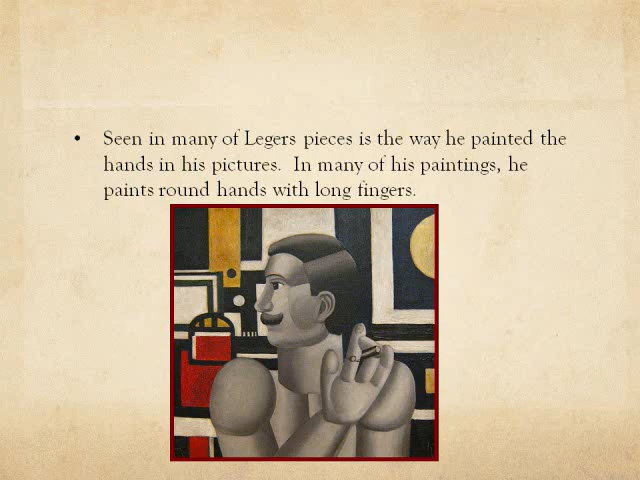 • Seen in many of Legers pieces is the way he painted the
hands in his pictures.  In many of his paintings, he
paints round hands with long fingers.